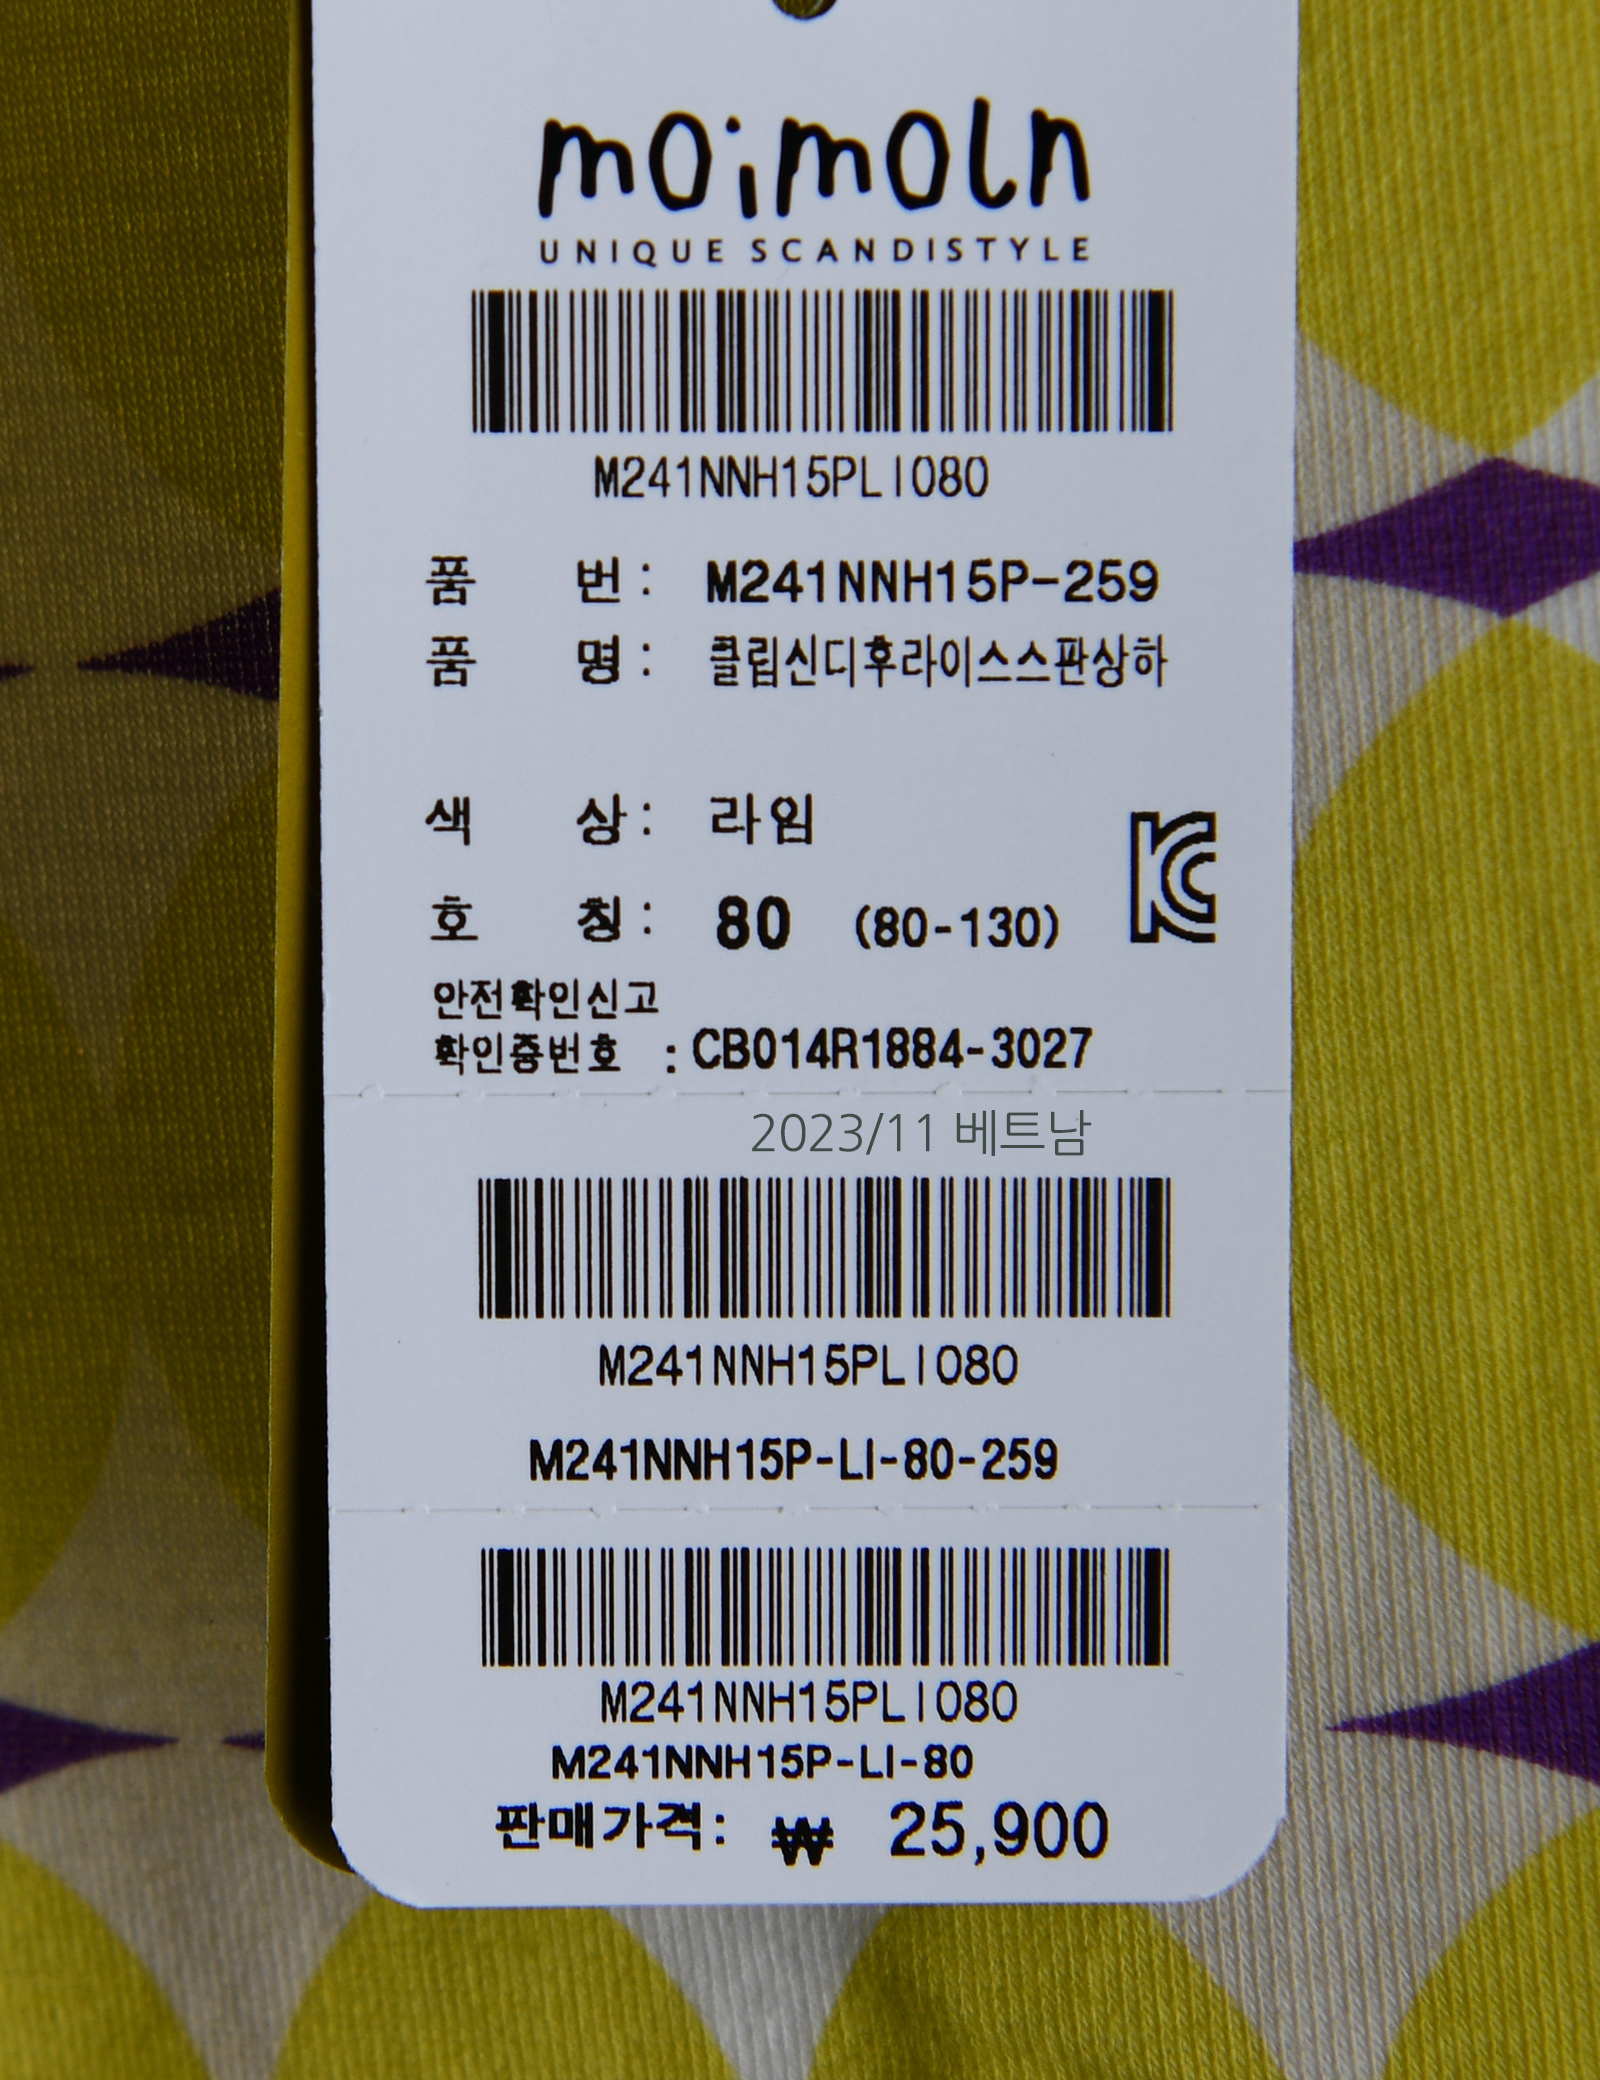 moimoln
UNIQUE SCANDISTYLE
M241NNH15PLI080
품 번 : M241NNH15P-259
품 명 : 클립신디후라이스스판상하
색 상 : 라임
호 칭 : 80 (80-130)
안전확인신고
확인증번호 : CB014R1884-3027
2023/11 베트남
M241NNH15PLI080
M241NNH15P-LI-80-259
M241NNH15PLI080
M241NNH15P-LI-80
판매가격: ₩ 25,900